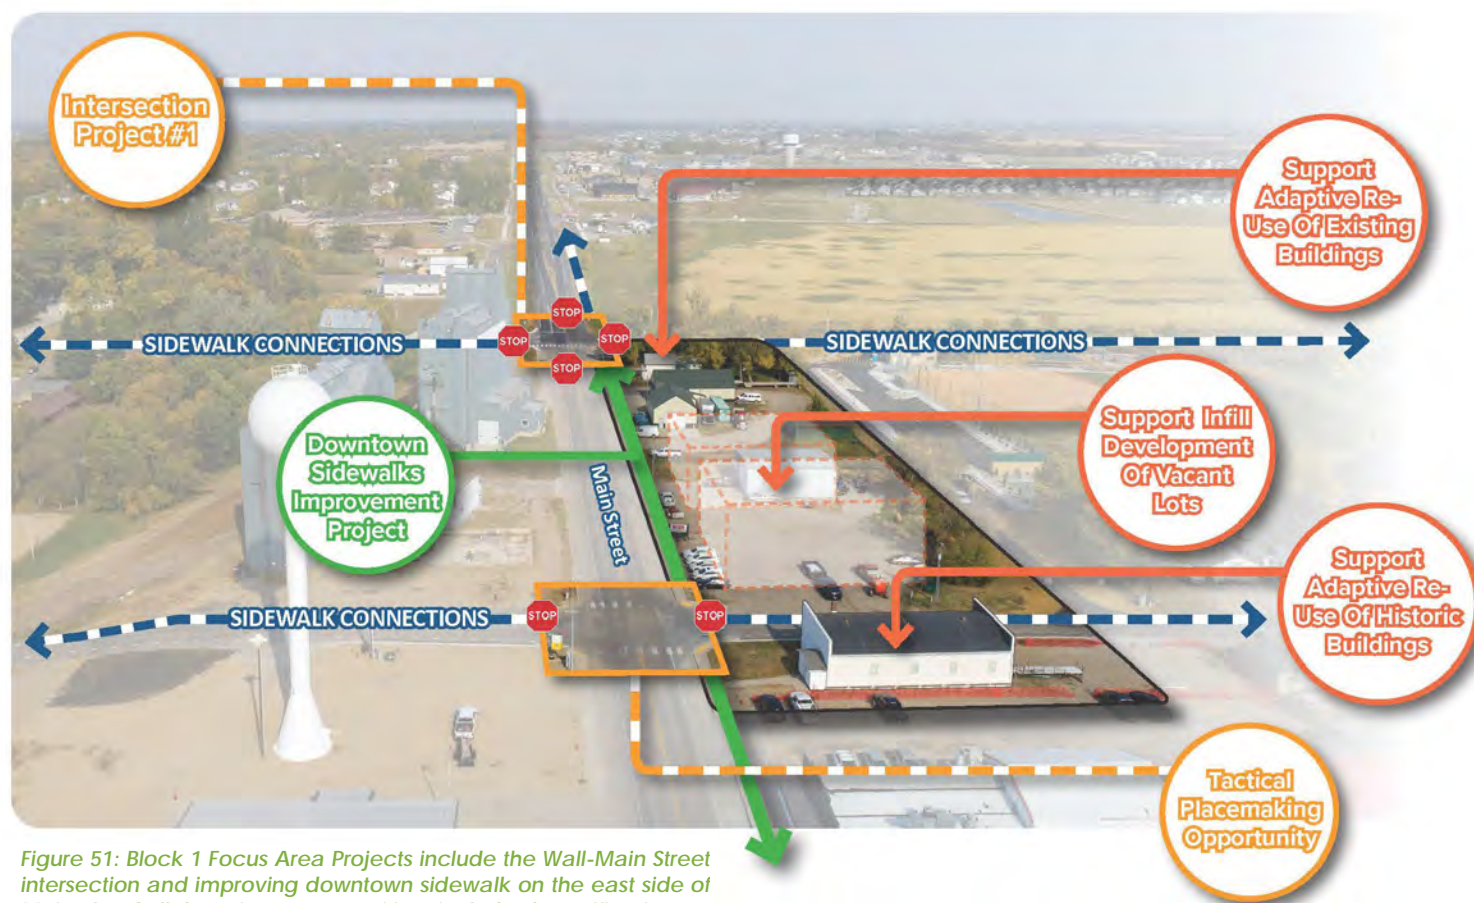 Intersection
Project #1
Support
Adaptive Re-
Use Of Existing
Buildings
STOP
STOP
STOP
STOP
SIDEWALK CONNECTIONS
SIDEWALK CONNECTIONS
Downtown
Sidewalks
Improvement
Project
Main Street
Support Infill
Development
Of Vacant
Lots
Support
Adaptive Re-
Use Of Historic
Buildings
SIDEWALK CONNECTIONS
STOP
STOP
Tactical
Placemaking
Opportunity
Figure 51: Block 1 Focus Area Projects include the Wall-Main Street
intersection and improving downtown sidewalk on the east side of